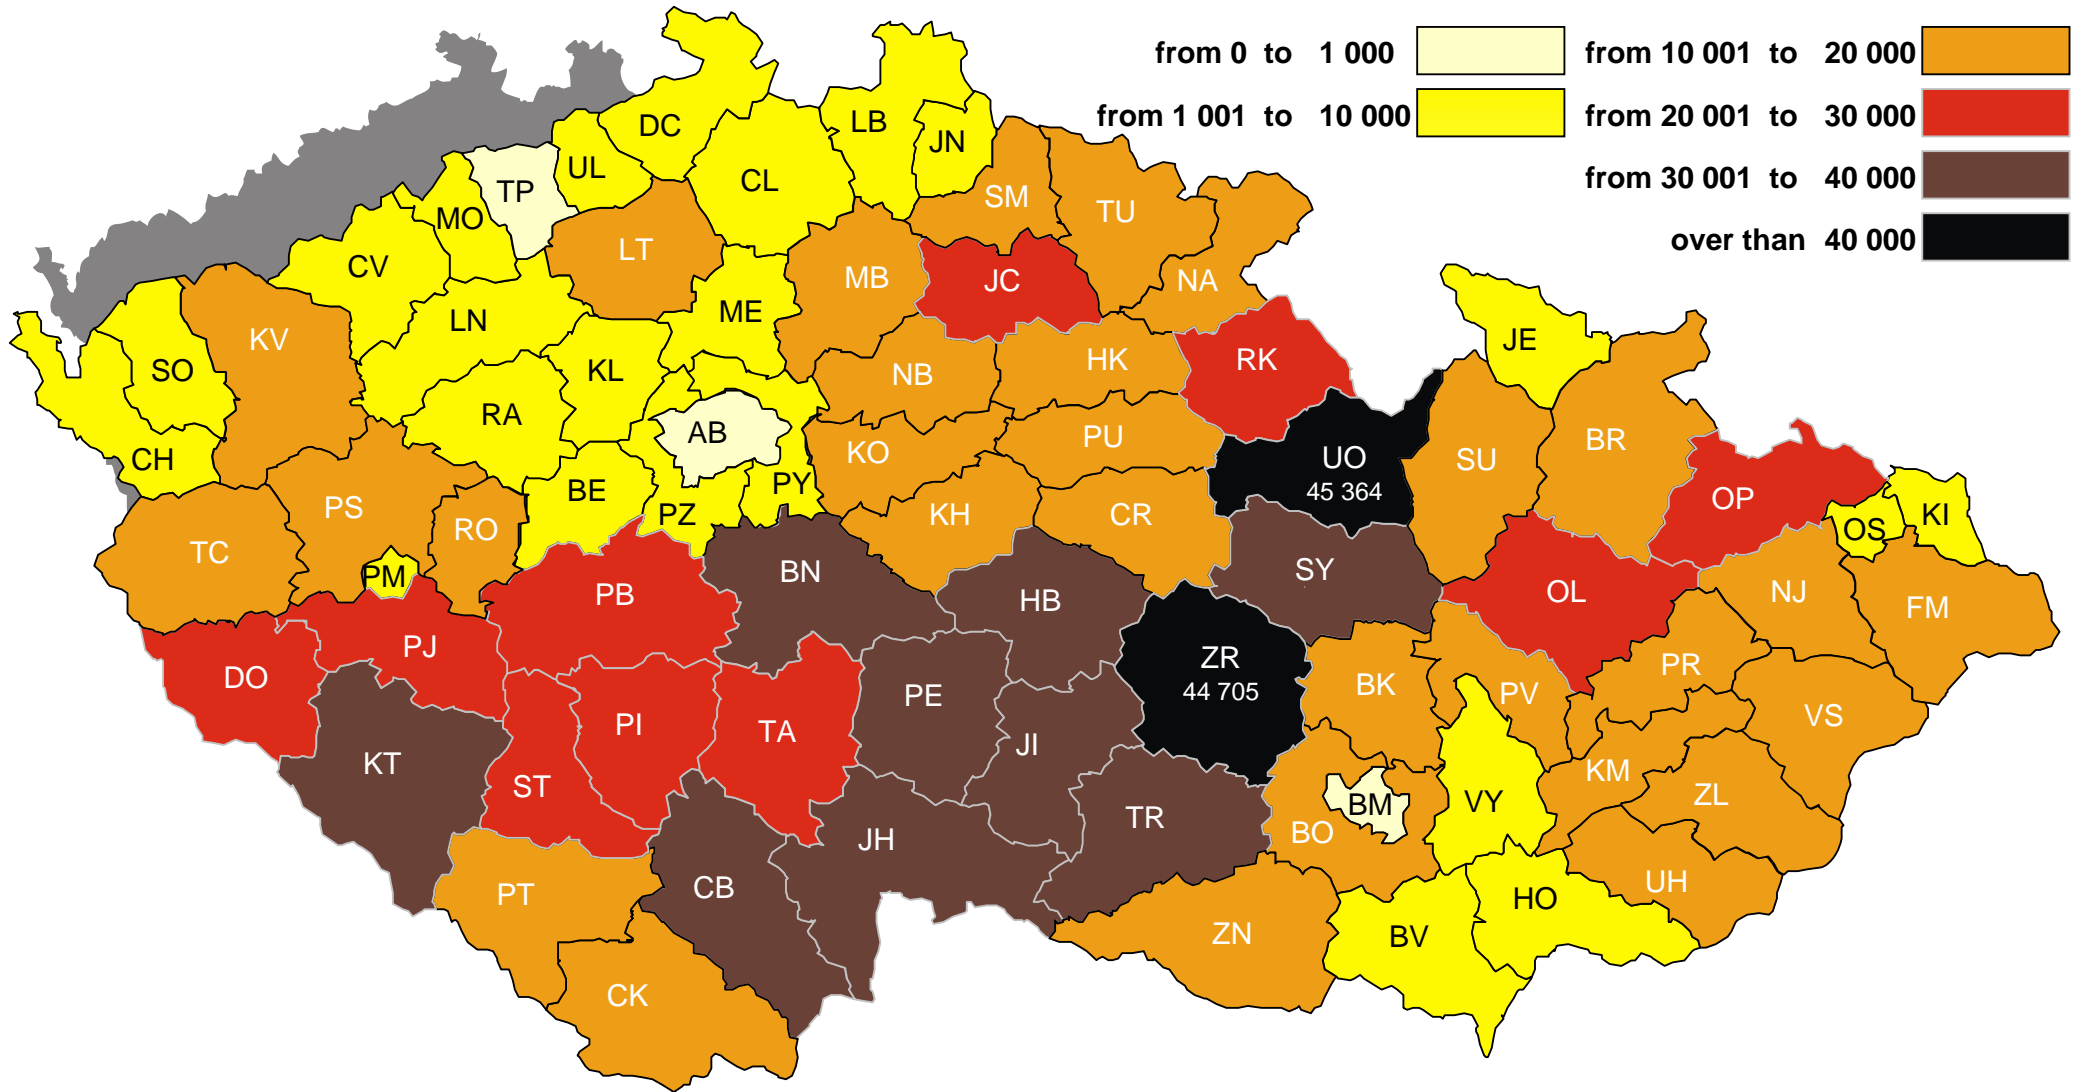 from 0 to 1 000
from 10 001 to 20 000
from 1 001 to 10 000
from 20 001 to 30 000
from 30 001 to 40 000
over than 40 000
DC
LB
JN
UL
TP
CL
MO
SM
TU
LT
CV
MB
JC
NA
ME
LN
KV
JE
SO
KL
NB
HK
RK
RA
AB
KO
PU
BR
CH
UO
45 364
SU
BE
PY
OP
PS
PZ
KH
CR
KI
RO
OS
TC
PM
BN
SY
PB
HB
OL
NJ
FM
PJ
ZR
44 705
DO
PR
BK
PV
PE
VS
PI
TA
JI
KT
KM
ST
ZL
VY
BM
TR
BO
JH
UH
CB
PT
HO
ZN
BV
CK